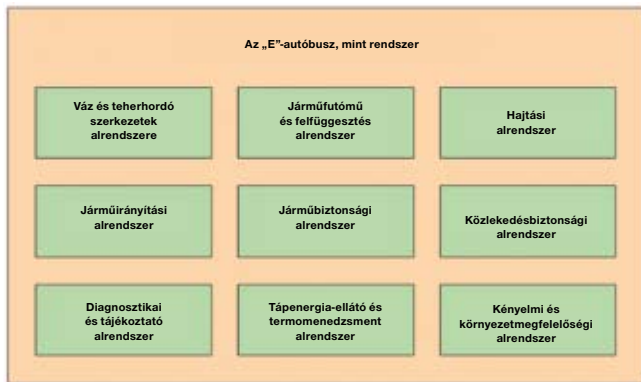 Az „E”-autóbusz, mint rendszer
Váz és teherhordó
szerkezetek
alrendszere
Járműfutómű
és felfüggesztés
alrendszer
Hajtási
alrendszer
Járműirányítási
alrendszer
Járműbiztonsági
alrendszer
Közlekedésbiztonsági
alrendszer
Diagnosztikai
és tájékoztató
alrendszer
Tápenergia-ellátó és
termomenedzsment
alrendszer
Kényelmi és
környezetmegfelelőségi
alrendszer